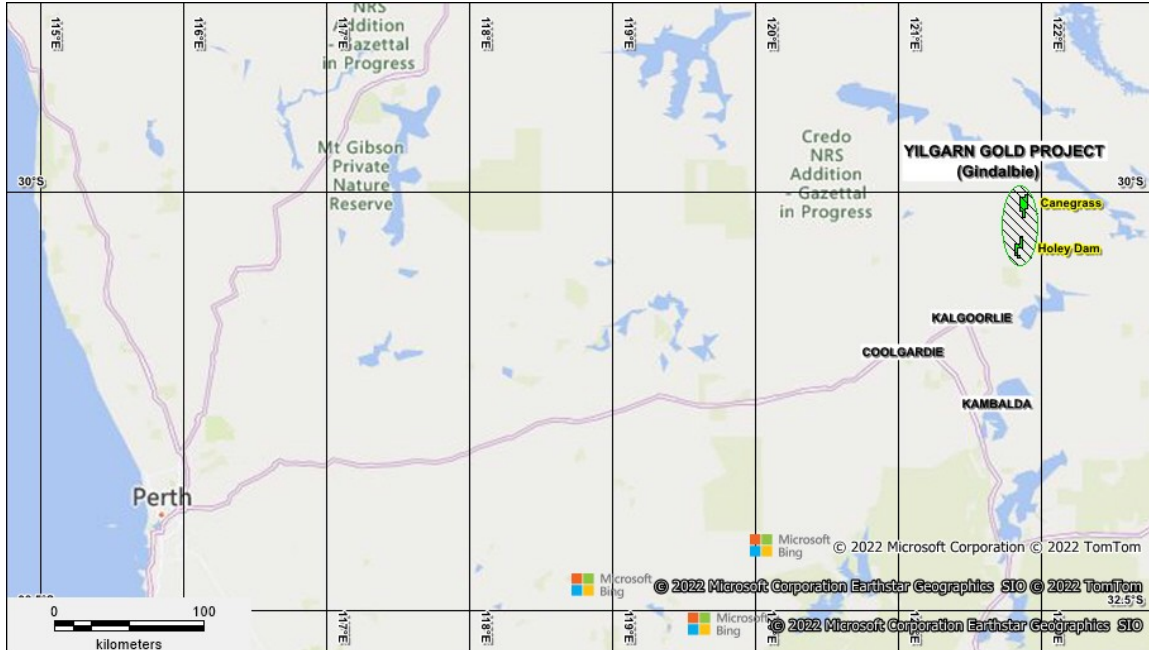 115°E
116°E
117°E
118°E
119°E
120°E
121°E
122°E
NRS
Addition
- Gazettal
in Progress
Mt Gibson
Private
Nature
Reserve
Credo
NRS
Addition
- Gazettal
in Progress
YILGARN GOLD PROJECT
(Gindalbie)
30°S
30°S
Canegrass
Holey Dam
KALGOORLIE
COOLGARDIE
KAMBALDA
Perth
Microsoft
Bing
© 2022 Microsoft Corporation © 2022 TomTom
Microsoft
Bing
© 2022 Microsoft Corporation Earthstar Geographics SIO © 2022 TomTom
32.5°S
0 100
kilometers
117°E
118°E
119°E
Microsoft
Bing
© 2022 Microsoft Corporation Earthstar Geographics SIO